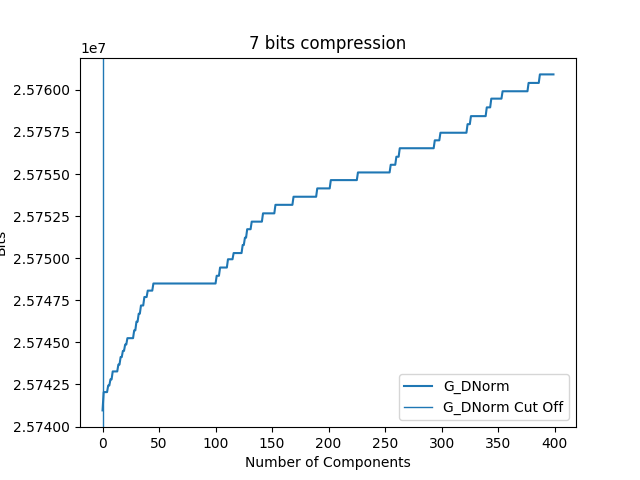 7 bits compression
1e7
2.57600
2.57575
2.57550
2.57525
2.57500
2.57475
2.57450
2.57425
2.57400
Bits
0 50 100 150 200 250 300 350 400
Number of Components
G_DNorm
G_DNorm Cut Off